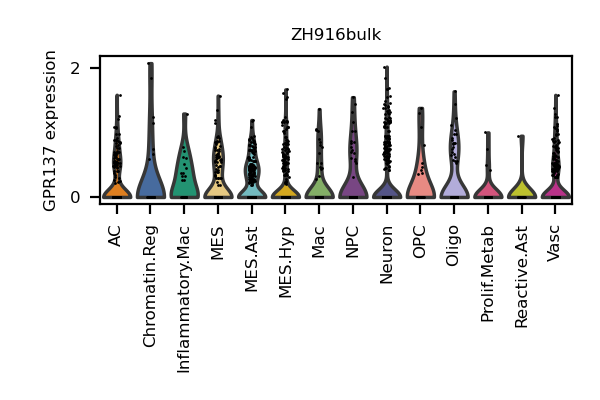 ZH916bulk
GPR137 expression
2
0
AC
Chromatin.Reg
Inflammatory.Mac
MES
MES.Ast
MES.Hyp
Mac
NPC
Neuron
OPC
Oligo
Prolif.Metab
Reactive.Ast
Vasc